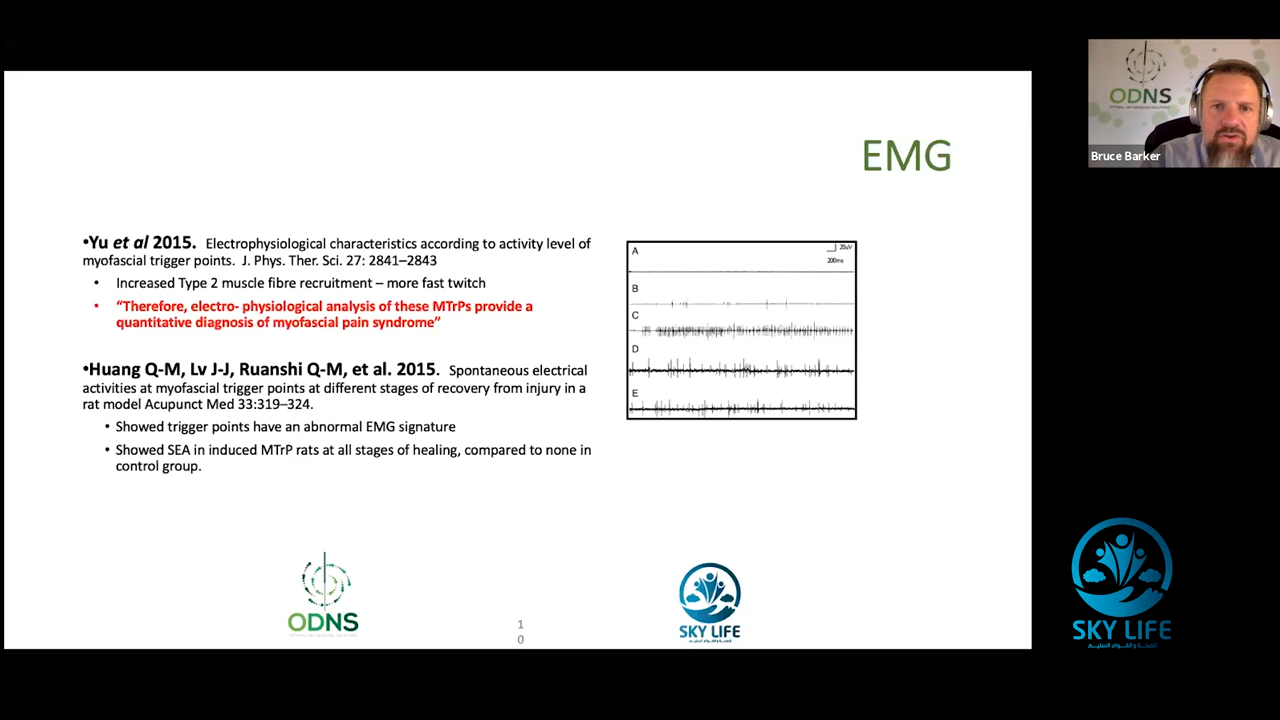 EMG
•Yu et al 2015. Electrophysiological characteristics according to activity level of
myofascial trigger points. J. Phys. Ther. Sci. 27: 2841–2843
• Increased Type 2 muscle fibre recruitment – more fast twitch
• “Therefore, electro- physiological analysis of these MTrPs provide a
quantitative diagnosis of myofascial pain syndrome”
•Huang Q-M, Lv J-J, Ruanshi Q-M, et al. 2015. Spontaneous electrical
activities at myofascial trigger points at different stages of recovery from injury in a
rat model Acupunct Med 33:319–324.
• Showed trigger points have an abnormal EMG signature
• Showed SEA in induced MTrP rats at all stages of healing, compared to none in
control group.
A
20uV
200ms
B
C
D
E
ODNS
SKY LIFE
1
0
ODNS
Bruce Barker
SKY LIFE
للصحة والقوام السليم